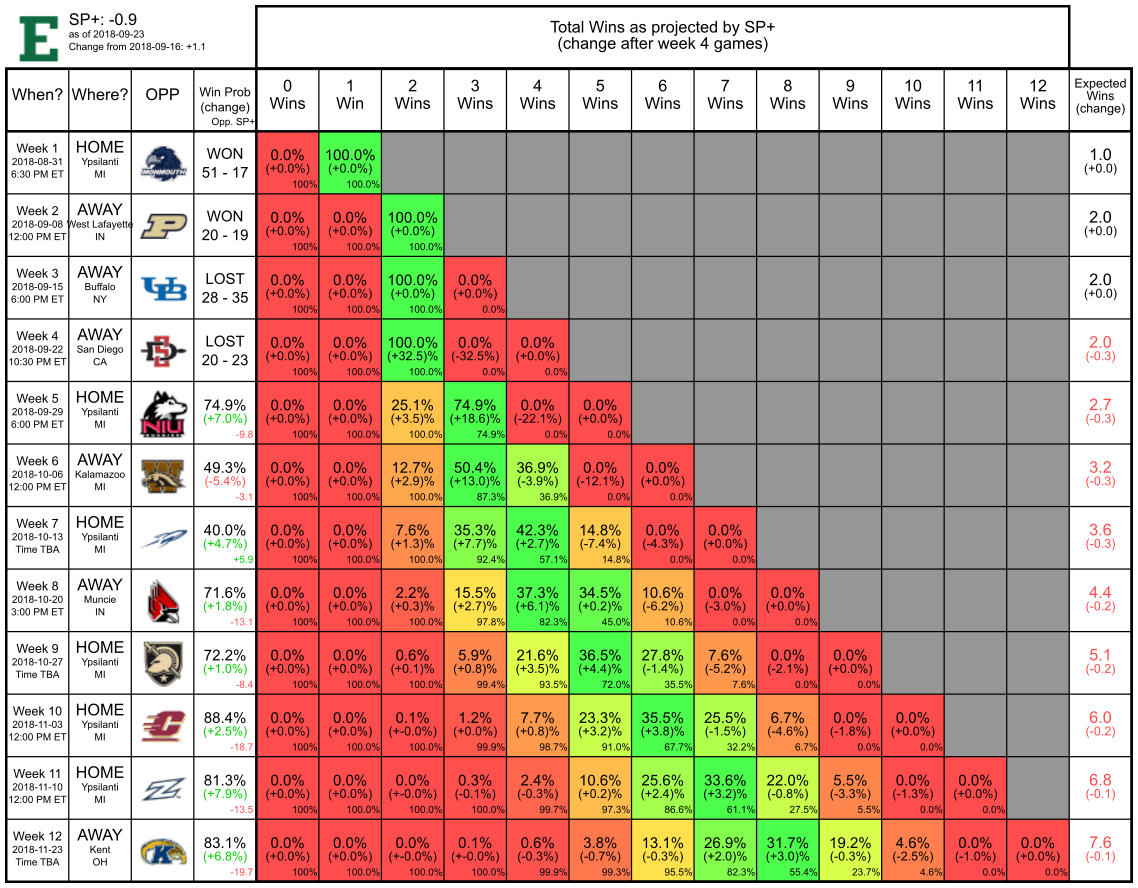 E
SP+: -0.9
as of 2018-09-23
Change from 2018-09-16: +1.1
Total Wins as projected by SP+
(change after week 4 games)
When? Where? OPP Win Prob (change) Opp. SP+ 0 Wins 1 Win 2 Wins 3 Wins 4 Wins 5 Wins 6 Wins 7 Wins 8 Wins 9 Wins 10 Wins 11 Wins 12 Wins Expected Wins (change)
Week 1 HOME MONMOUTH WON 0.0% 100.0% 1.0
2018-08-31 Ypsilanti (+0.0%) (+0.0%) (+0.0)
6:30 PM ET MI 51 - 17 100% 100.0%
Week 2 AWAY P WON 0.0% 0.0% 100.0% 2.0
2018-09-08 West Lafayette (+0.0%) (+0.0%) (+0.0%) (+0.0)
12:00 PM ET IN 20 - 19 100% 100.0% 100.0%
Week 3 AWAY UB LOST 0.0% 0.0% 100.0% 0.0% 2.0
2018-09-15 Buffalo (+0.0%) (+0.0%) (+0.0%) (+0.0%) (+0.0)
6:00 PM ET NY 28 - 35 100% 100.0% 100.0% 0.0%
Week 4 AWAY SD LOST 0.0% 0.0% 100.0% 0.0% 0.0% 2.0
2018-09-22 San Diego (+0.0%) (+0.0%) (+32.5)% (-32.5%) (+0.0%) (-0.3)
10:30 PM ET CA 20 - 23 100% 100.0% 100.0% 0.0% 0.0%
Week 5 HOME NIU 74.9% 0.0% 0.0% 25.1% 74.9% 0.0% 0.0% 2.7
2018-09-29 Ypsilanti (+7.0%) (+0.0%) (+0.0%) (+3.5)% (+18.6)% (-22.1%) (+0.0%) (-0.3)
6:00 PM ET MI -9.8 100% 100.0% 100.0% 74.9% 0.0% 0.0%
Week 6 AWAY W 49.3% 0.0% 0.0% 12.7% 50.4% 36.9% 0.0% 0.0% 3.2
2018-10-06 Kalamazoo (-5.4%) (+0.0%) (+0.0%) (+2.9)% (+13.0)% (-3.9)% (-12.1%) (+0.0%) (-0.3)
12:00 PM ET MI -3.1 100% 100.0% 100.0% 87.3% 36.9% 0.0% 0.0%
Week 7 HOME 40.0% 0.0% 0.0% 7.6% 35.3% 42.3% 14.8% 0.0% 0.0% 3.6
2018-10-13 Ypsilanti (+4.7%) (+0.0%) (+0.0%) (+1.3)% (+7.7)% (+2.7)% (-7.4)% (-4.3%) (+0.0%) (-0.3)
Time TBA MI +5.9 100% 100.0% 100.0% 92.4% 57.1% 14.8% 0.0% 0.0%
Week 8 AWAY 71.6% 0.0% 0.0% 2.2% 15.5% 37.3% 34.5% 10.6% 0.0% 0.0% 4.4
2018-10-20 Muncie (+1.8%) (+0.0%) (+0.0%) (+0.3)% (+2.7)% (+6.1)% (+0.2)% (-6.2)% (-3.0%) (+0.0%) (-0.2)
3:00 PM ET IN -13.1 100% 100.0% 100.0% 97.8% 82.3% 45.0% 10.6% 0.0% 0.0%
Week 9 HOME 72.2% 0.0% 0.0% 0.6% 5.9% 21.6% 36.5% 27.8% 7.6% 0.0% 0.0% 5.1
2018-10-27 Ypsilanti (+1.0%) (+0.0%) (+0.0%) (+0.1)% (+0.8)% (+3.5)% (+4.4)% (-1.4)% (-5.2)% (-2.1%) (+0.0%) (-0.2)
Time TBA MI -8.4 100% 100.0% 100.0% 99.4% 93.5% 72.0% 35.5% 7.6% 0.0% 0.0%
Week 10 HOME C 88.4% 0.0% 0.0% 0.1% 1.2% 7.7% 23.3% 35.5% 25.5% 6.7% 0.0% 0.0% 6.0
2018-11-03 Ypsilanti (+2.5%) (+0.0%) (+0.0%) (+-0.0)% (+0.0)% (+0.8)% (+3.2)% (+3.8)% (-1.5)% (-4.6)% (-1.8%) (+0.0%) (-0.2)
12:00 PM ET MI -18.7 100% 100.0% 100.0% 99.9% 98.7% 91.0% 67.7% 32.2% 6.7% 0.0% 0.0%
Week 11 HOME Z 81.3% 0.0% 0.0% 0.0% 0.3% 2.4% 10.6% 25.6% 33.6% 22.0% 5.5% 0.0% 0.0% 6.8
2018-11-10 Ypsilanti (+7.9%) (+0.0%) (+0.0%) (+-0.0)% (-0.1)% (-0.3)% (+0.2)% (+2.4)% (+3.2)% (-0.8)% (-3.3)% (-1.3%) (+0.0%) (-0.1)
12:00 PM ET MI -13.5 100% 100.0% 100.0% 100.0% 99.7% 97.3% 86.6% 61.1% 27.5% 5.5% 0.0% 0.0%
Week 12 AWAY K 83.1% 0.0% 0.0% 0.0% 0.1% 0.6% 3.8% 13.1% 26.9% 31.7% 19.2% 4.6% 0.0% 0.0% 7.6
2018-11-23 Kent (+6.8%) (+0.0%) (+0.0%) (+-0.0)% (+-0.0)% (-0.3)% (-0.7)% (-0.3)% (+2.0)% (+3.0)% (-0.3)% (-2.5)% (-1.0%) (+0.0%) (-0.1)
Time TBA OH -19.7 100% 100.0% 100.0% 100.0% 99.9% 99.3% 95.5% 82.3% 55.4% 23.7% 4.6% 0.0% 0.0%